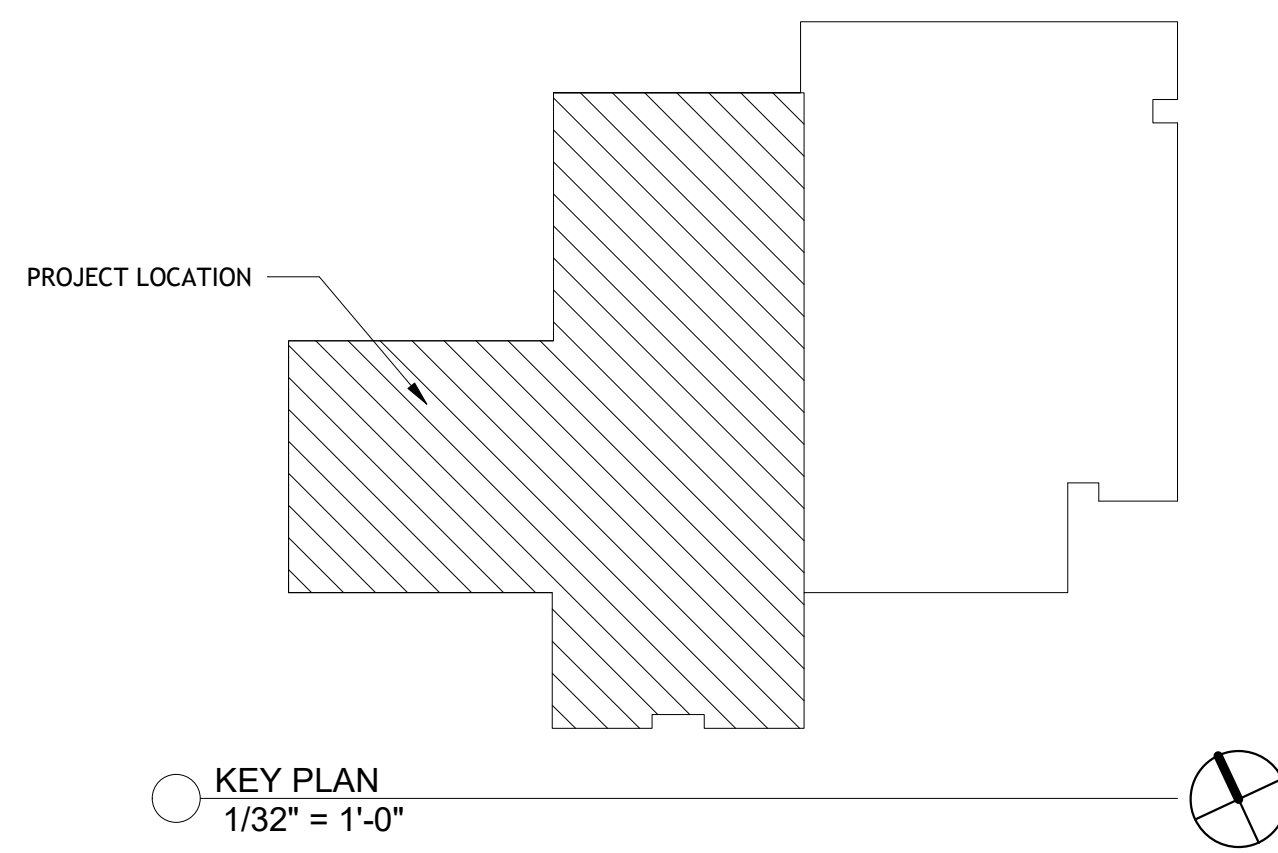 PROJECT LOCATION
KEY PLAN
1/32" = 1'-0"